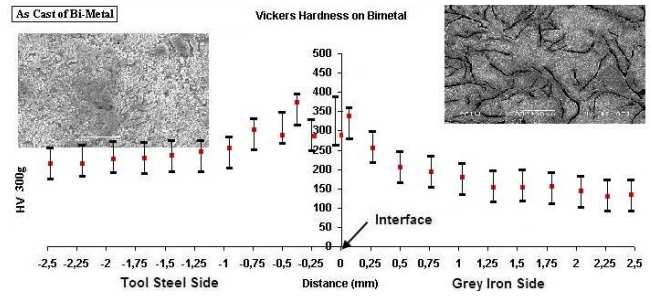 As Cast of Bi-Metal
Vickers Hardness on Bimetal
500
450
400
350
300
250
200
150
100
50
0
HV 300g
Interface
-2,5 -2,25 -2 -1,75 -1,5 -1,25 -1 -0,75 -0,5 -0,25 0 0,25 0,5 0,75 1 1,25 1,5 1,75 2 2,25 2,5
Tool Steel Side Distance (mm) Grey Iron Side